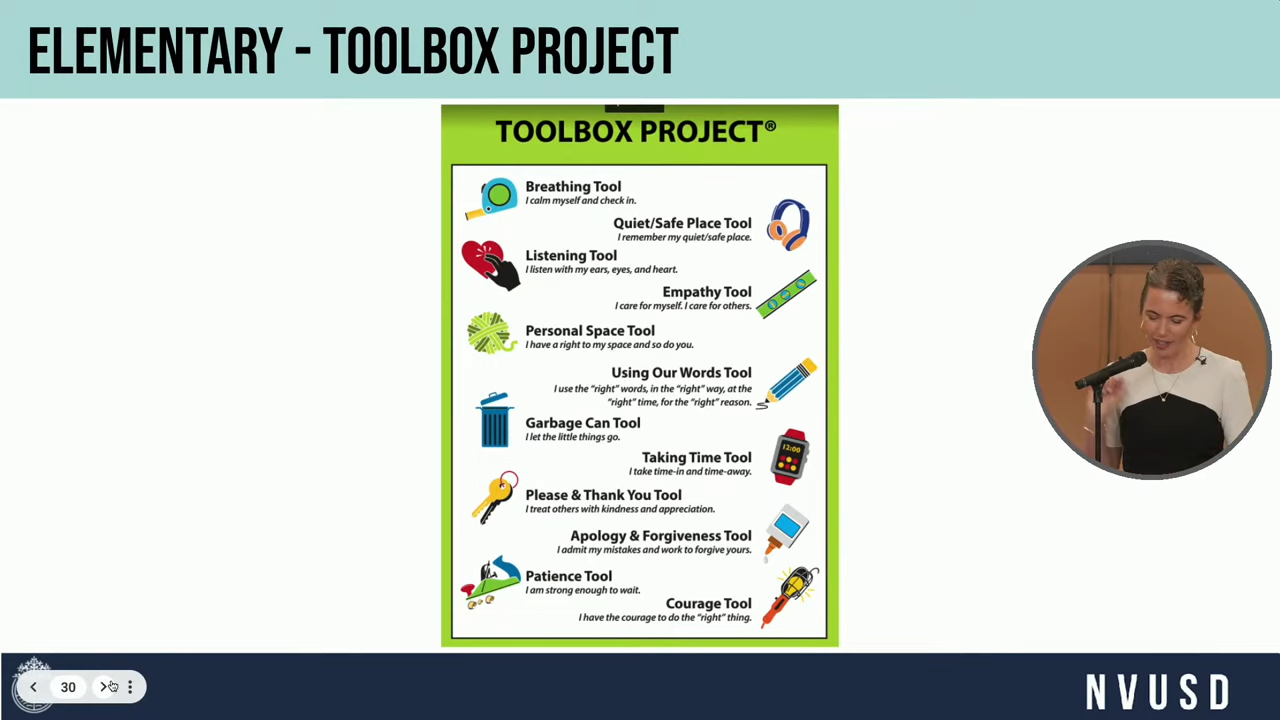 ELEMENTARY - TOOLBOX PROJECT
TOOLBOX PROJECT®
Breathing Tool
I calm myself and check in.
Quiet/Safe Place Tool
I remember my quiet/safe place.
Listening Tool
I listen with my ears, eyes, and heart.
Empathy Tool
I care for myself. I care for others.
Personal Space Tool
I have a right to my space and so do you.
Using Our Words Tool
I use the “right” words, in the “right” way, at the
“right” time, for the “right” reason.
Garbage Can Tool
I let the little things go.
Taking Time Tool
I take time-in and time-away.
12:00
Please & Thank You Tool
I treat others with kindness and appreciation.
Apology & Forgiveness Tool
I admit my mistakes and work to forgive yours.
Patience Tool
I am strong enough to wait.
Courage Tool
I have the courage to do the “right” thing.
30
NVUSD